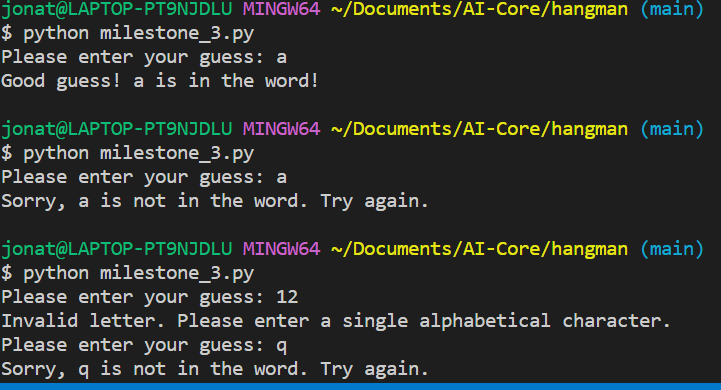 jonat@LAPTOP-PT9NJDLU MINGW64 ~/Documents/AI-Core/hangman (main)
$ python milestone_3.py
Please enter your guess: a
Good guess! a is in the word!
jonat@LAPTOP-PT9NJDLU MINGW64 ~/Documents/AI-Core/hangman (main)
$ python milestone_3.py
Please enter your guess: a
Sorry, a is not in the word. Try again.
jonat@LAPTOP-PT9NJDLU MINGW64 ~/Documents/AI-Core/hangman (main)
$ python milestone_3.py
Please enter your guess: 12
Invalid letter. Please enter a single alphabetical character.
Please enter your guess: q
Sorry, q is not in the word. Try again.